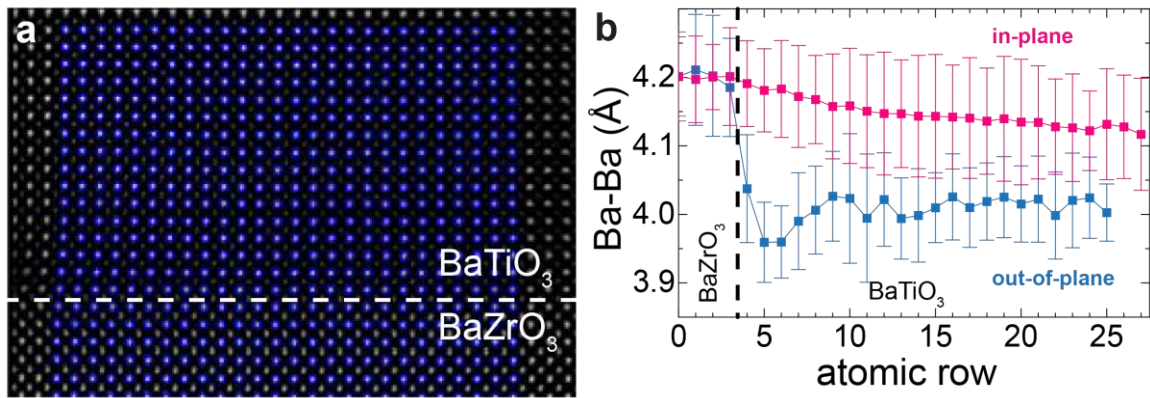 a
BaTiO₃
BaZrO₃
b
in-plane
4.2
4.1
4.0
3.9
Ba-Ba (Å)
BaZrO₃
BaTiO₃
out-of-plane
0 5 10 15 20 25
atomic row